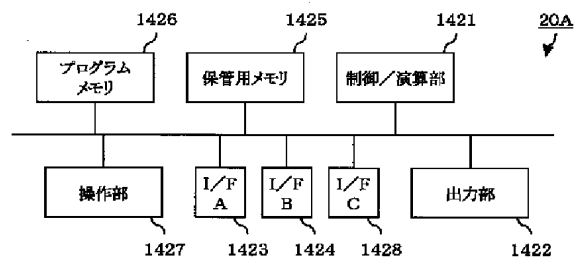 1426
1425
1421
20A
プログラム
メモリ
保管用メモリ
制御／演算部
操作部
I／F
A
I／F
B
I／F
C
出力部
1427
1423
1424
1428
1422